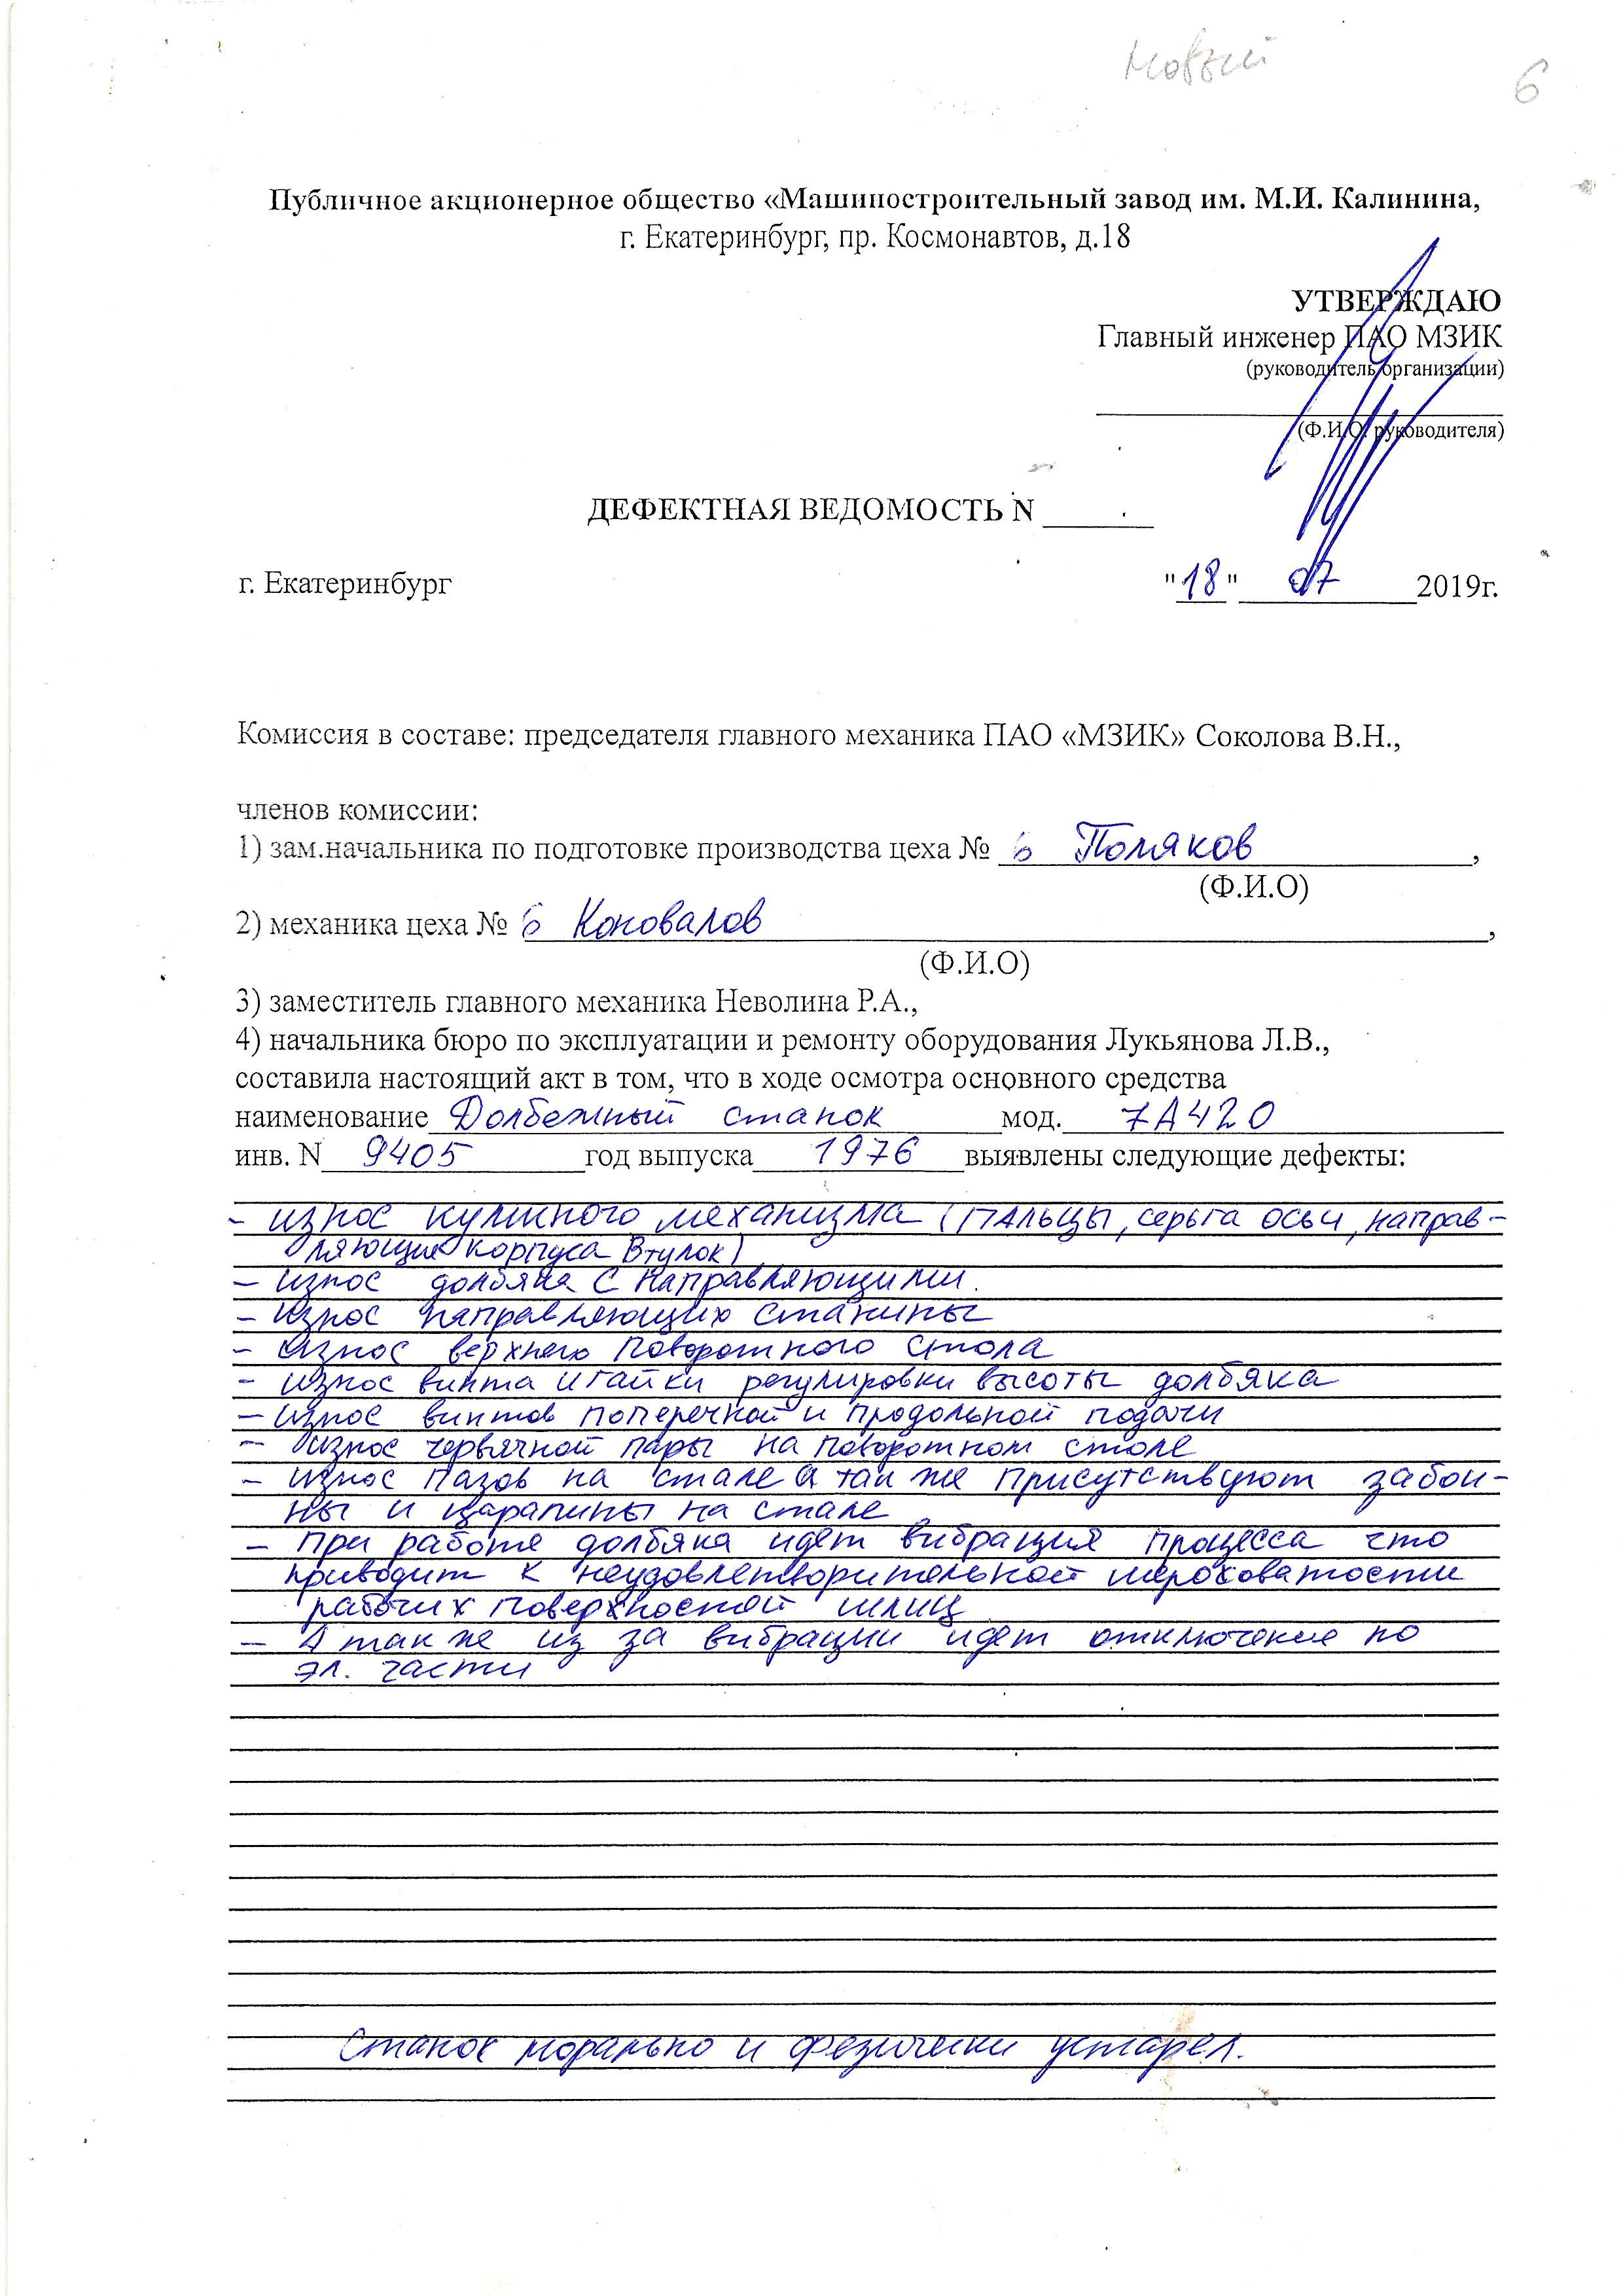 Новый
6
Публичное акционерное общество «Машиностроительный завод им. М.И. Калинина,
г. Екатеринбург, пр. Космонавтов, д.18
УТВЕРЖДАЮ
Главный инженер ПАО МЗИК
(руководитель организации)
(Ф.И.О. руководителя)
ДЕФЕКТНАЯ ВЕДОМОСТЬ N
г. Екатеринбург "18" 07 2019г.
Комиссия в составе: председателя главного механика ПАО «МЗИК» Соколова В.Н.,
членов комиссии:
1) зам.начальника по подготовке производства цеха № 6 Поляков,
(Ф.И.О)
2) механика цеха № 6 Коновалов,
(Ф.И.О)
3) заместитель главного механика Неволина Р.А.,
4) начальника бюро по эксплуатации и ремонту оборудования Лукьянова Л.В.,
составила настоящий акт в том, что в ходе осмотра основного средства
наименование Долбежный станок мод. 7А420
инв. N 9405 год выпуска 1976 выявлены следующие дефекты:
- износ кулисного механизма (пальцы, серьга оськи, направ-
ляющие корпуса втулок)
- износ долбяка с направляющими.
- износ направляющих станины
- износ верхнего поворотного стола
- износ винта и гайки регулировки высоты долбяка
- износ винтов поперечной и продольной подачи
- износ червячной пары на поворотном столе
- износ пазов на столе а так же присутствуют забои-
ны и царапины на столе
- при работе долбяка идет вибрация процесса что
приводит к неудовлетворительной шероховатости
рабочих поверхностей шлиц
- А также из за вибрации идет отключение по
эл. части
Станок морально и физически устарел.